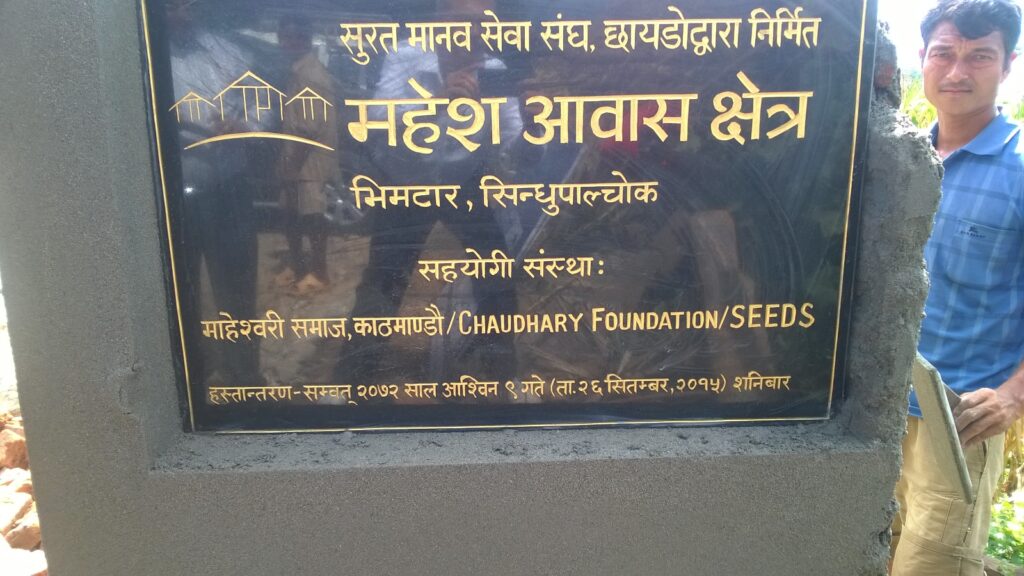 सुरत मानव सेवा संघ, छायडोद्वारा निर्मित
महेश आवास क्षेत्र
भिमटार, सिन्धुपाल्चोक
सहयोगी संस्था:
माहेश्वरी समाज, काठमाण्डौ/CHAUDHARY FOUNDATION/SEEDS
हस्तान्तरण-सम्वत् २०७२ साल आश्विन ९ गते (ता.२६ सितम्बर,२०१५) शनिबार